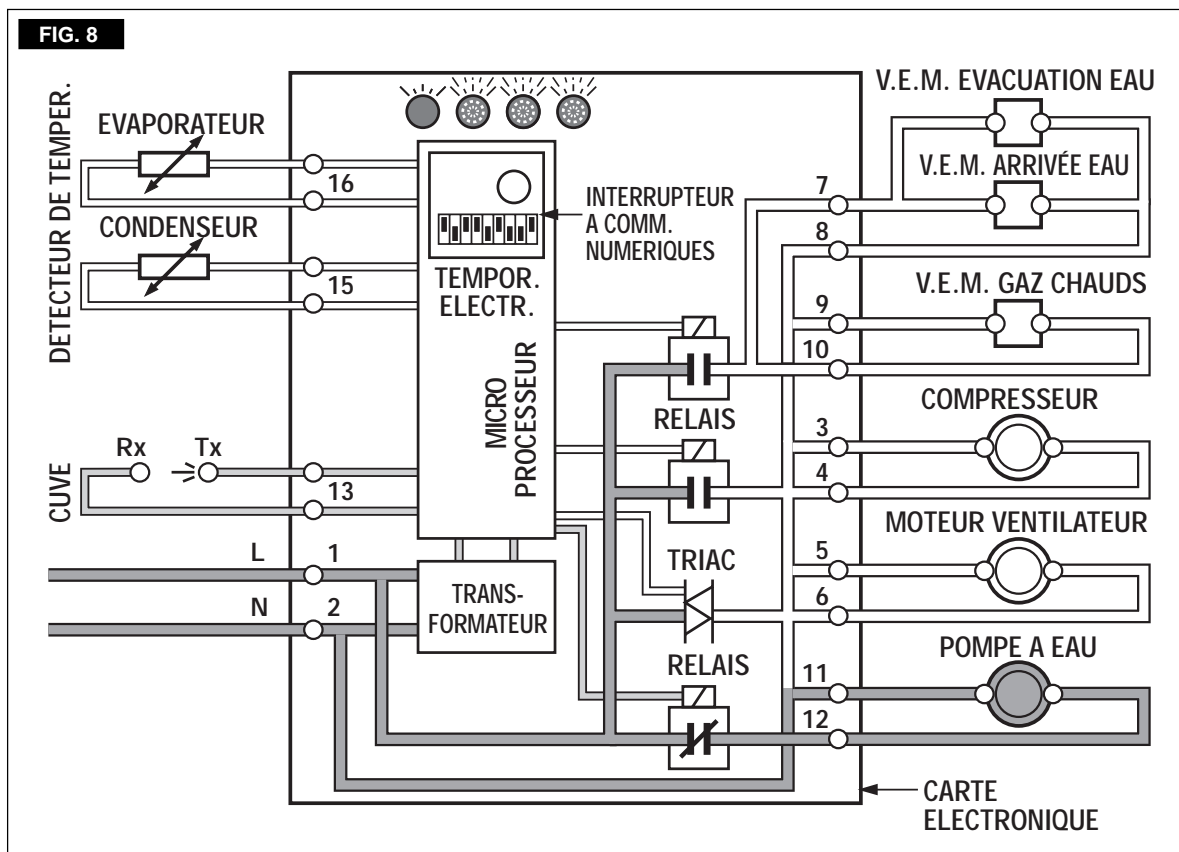 FIG. 8
DETECTEUR DE TEMPER.
EVAPORATEUR
16
CONDENSEUR
15
CUVE
Rx
Tx
13
L
1
N
2
INTERRUPTEUR
A COMM.
NUMERIQUES
TEMPOR.
ELECTR.
MICRO
PROCESSEUR
TRANS-
FORMATEUR
RELAIS
TRIAC
RELAIS
V.E.M. EVACUATION EAU
V.E.M. ARRIVÉE EAU
7
8
V.E.M. GAZ CHAUDS
9
10
COMPRESSEUR
3
4
MOTEUR VENTILATEUR
5
6
POMPE A EAU
11
12
CARTE
ELECTRONIQUE